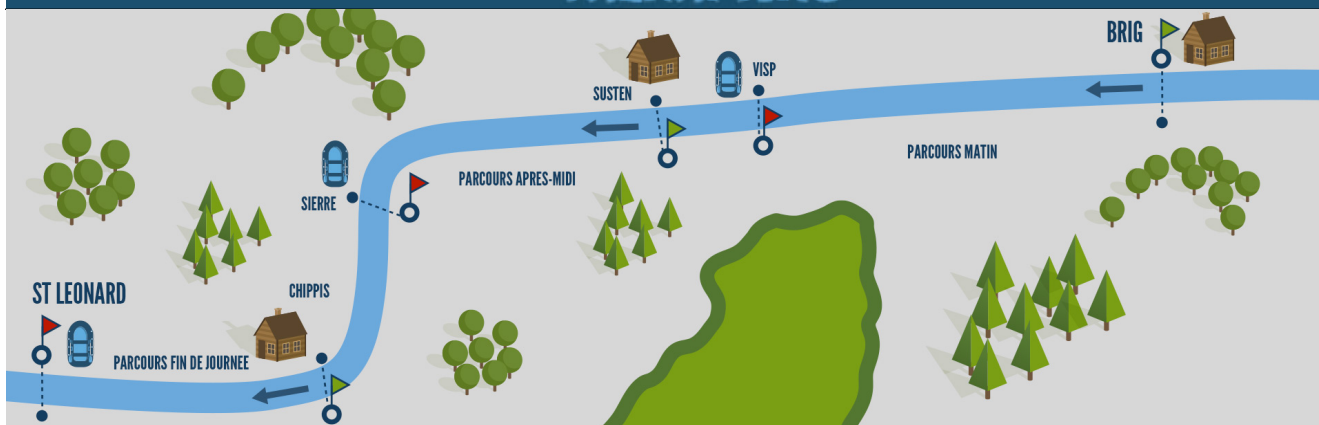 BRIG
VISP
SUSTEN
PARCOURS MATIN
PARCOURS APRES-MIDI
SIERRE
ST LEONARD
CHIPPIS
PARCOURS FIN DE JOURNEE